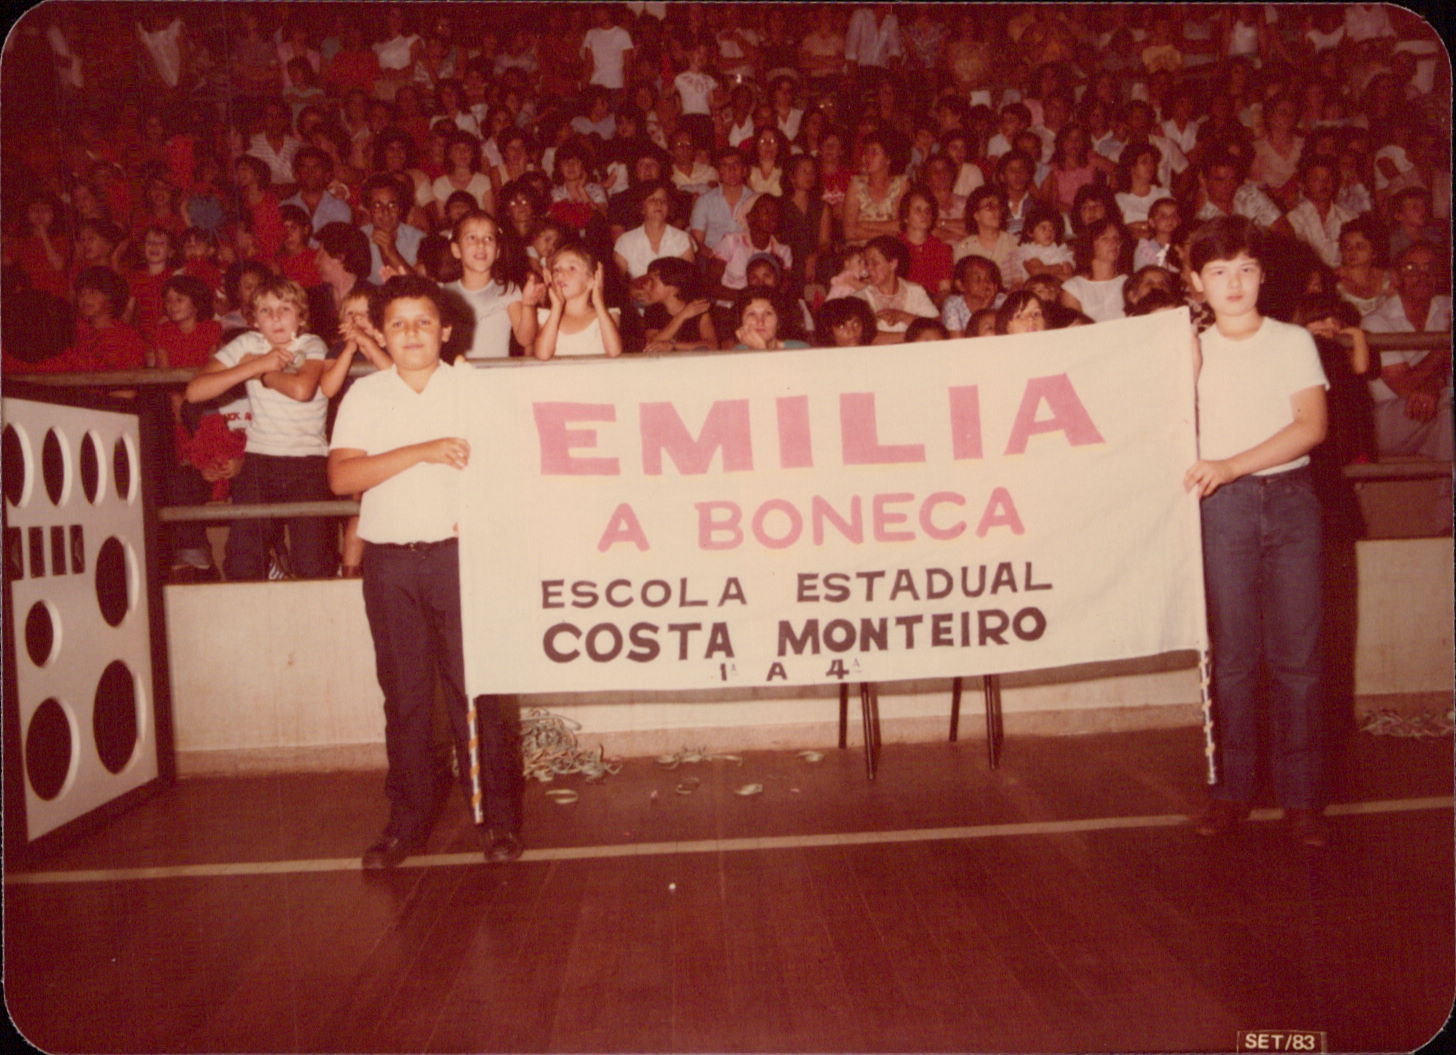 EMILIA
A BONECA
ESCOLA ESTADUAL
COSTA MONTEIRO
1ª A 4ª
SET/83